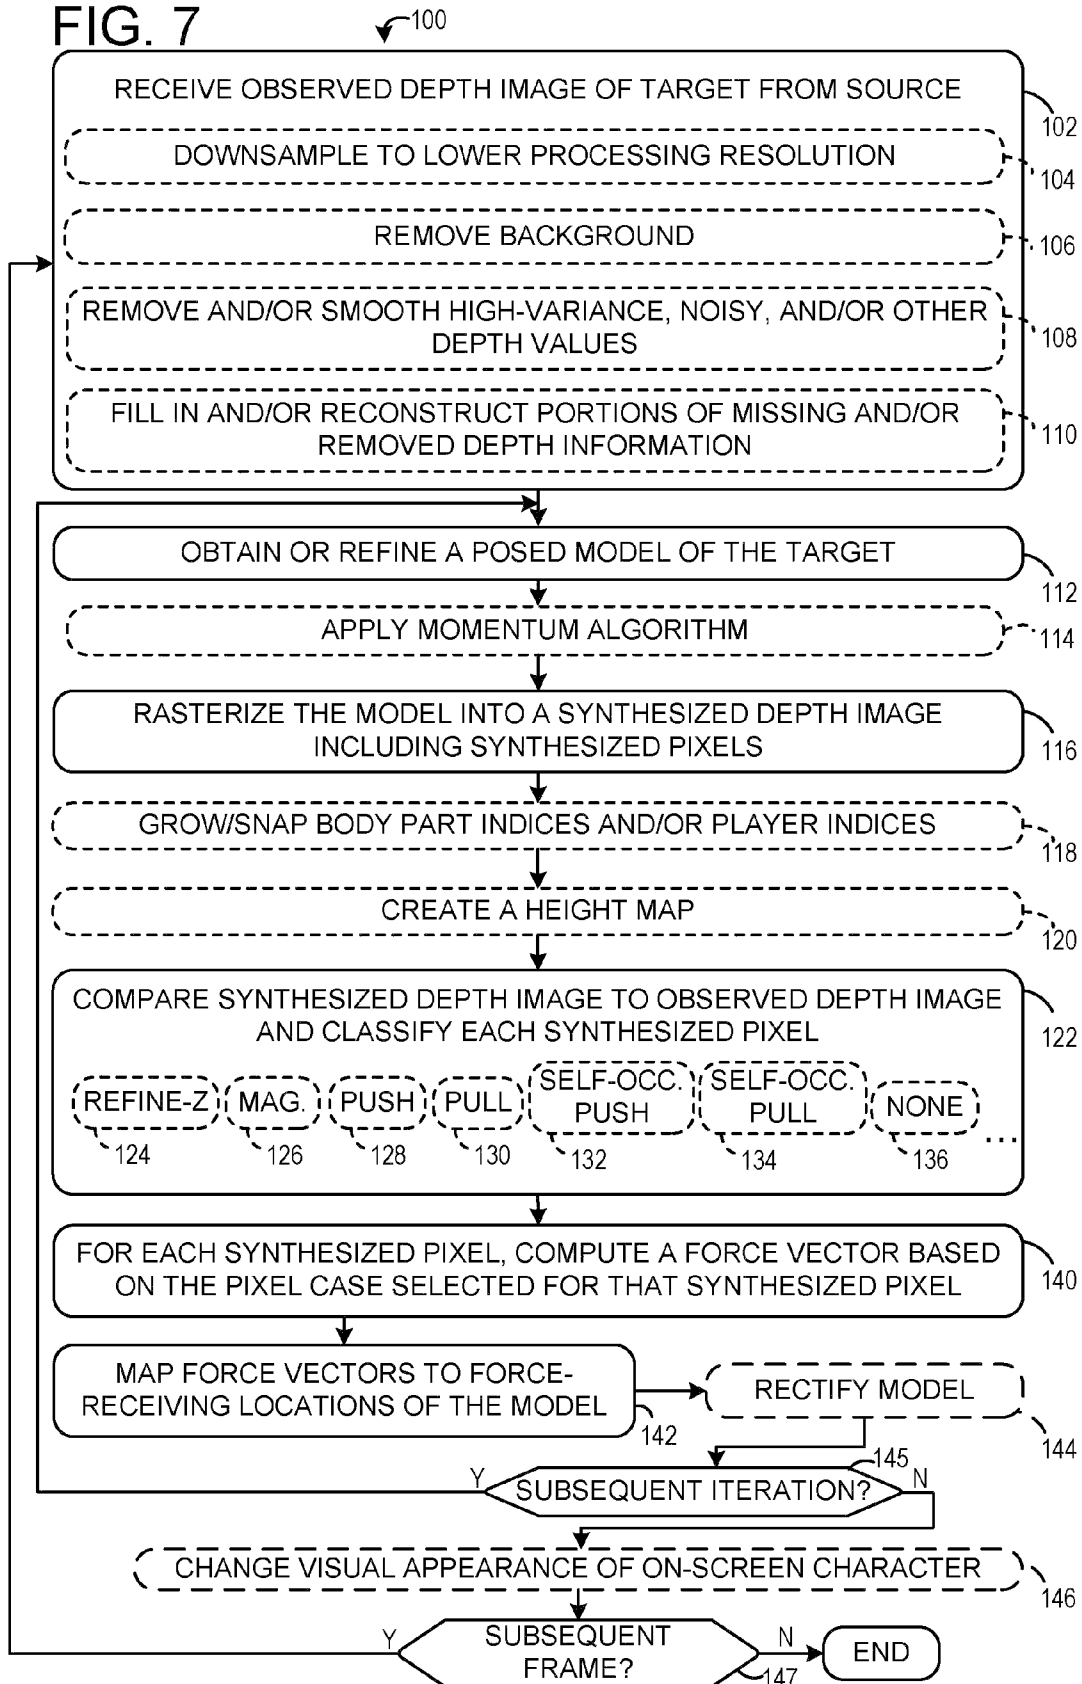 FIG. 7
100
RECEIVE OBSERVED DEPTH IMAGE OF TARGET FROM SOURCE
102
DOWNSAMPLE TO LOWER PROCESSING RESOLUTION
104
REMOVE BACKGROUND
106
REMOVE AND/OR SMOOTH HIGH-VARIANCE, NOISY, AND/OR OTHER
DEPTH VALUES
108
FILL IN AND/OR RECONSTRUCT PORTIONS OF MISSING AND/OR
REMOVED DEPTH INFORMATION
110
OBTAIN OR REFINE A POSED MODEL OF THE TARGET
112
APPLY MOMENTUM ALGORITHM
114
RASTERIZE THE MODEL INTO A SYNTHESIZED DEPTH IMAGE
INCLUDING SYNTHESIZED PIXELS
116
GROW/SNAP BODY PART INDICES AND/OR PLAYER INDICES
118
CREATE A HEIGHT MAP
120
COMPARE SYNTHESIZED DEPTH IMAGE TO OBSERVED DEPTH IMAGE
AND CLASSIFY EACH SYNTHESIZED PIXEL
122
REFINE-Z
124
MAG.
126
PUSH
128
PULL
130
SELF-OCC.
PUSH
132
SELF-OCC.
PULL
134
NONE
136
...
FOR EACH SYNTHESIZED PIXEL, COMPUTE A FORCE VECTOR BASED
ON THE PIXEL CASE SELECTED FOR THAT SYNTHESIZED PIXEL
140
MAP FORCE VECTORS TO FORCE-
RECEIVING LOCATIONS OF THE MODEL
142
RECTIFY MODEL
144
145
Y
SUBSEQUENT ITERATION?
N
CHANGE VISUAL APPEARANCE OF ON-SCREEN CHARACTER
146
Y
SUBSEQUENT
FRAME?
N
147
END